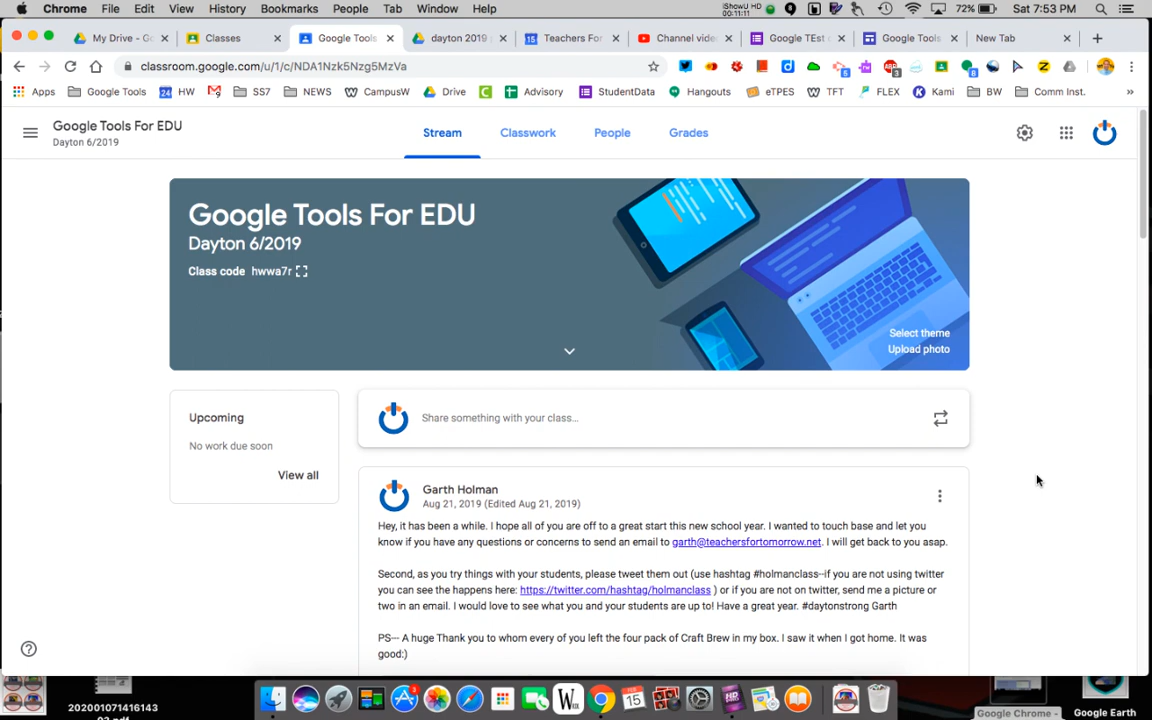 Chrome File Edit View History Bookmarks People Tab Window Help
iShowU HD
00:11:11
72% Sat 7:53 PM
My Drive - Go
Classes
Google Tools
dayton 2019
Teachers For
Channel vide
Google TEst
Google Tools
New Tab
classroom.google.com/u/1/c/NDA1Nzk5Nzg5MzVa
Apps Google Tools HW SS7 NEWS CampusW Drive Advisory StudentData Hangouts eTPES TFT FLEX Kami BW Comm Inst. »
Google Tools For EDU
Dayton 6/2019
Stream Classwork People Grades
Google Tools For EDU
Dayton 6/2019
Class code hwwa7r
Select theme
Upload photo
Upcoming
No work due soon
View all
Share something with your class...
Garth Holman
Aug 21, 2019 (Edited Aug 21, 2019)
Hey, it has been a while. I hope all of you are off to a great start this new school year. I wanted to touch base and let you
know if you have any questions or concerns to send an email to garth@teachersfortomorrow.net. I will get back to you asap.
Second, as you try things with your students, please tweet them out (use hashtag #holmanclass--if you are not using twitter
you can see the happens here: https://twitter.com/hashtag/holmanclass ) or if you are not on twitter, send me a picture or
two in an email. I would love to see what you and your students are up to! Have a great year. #daytonstrong Garth
PS--- A huge Thank you to whom every of you left the four pack of Craft Brew in my box. I saw it when I got home. It was
good:)
202001071416143
Google Chrome -
Google Earth